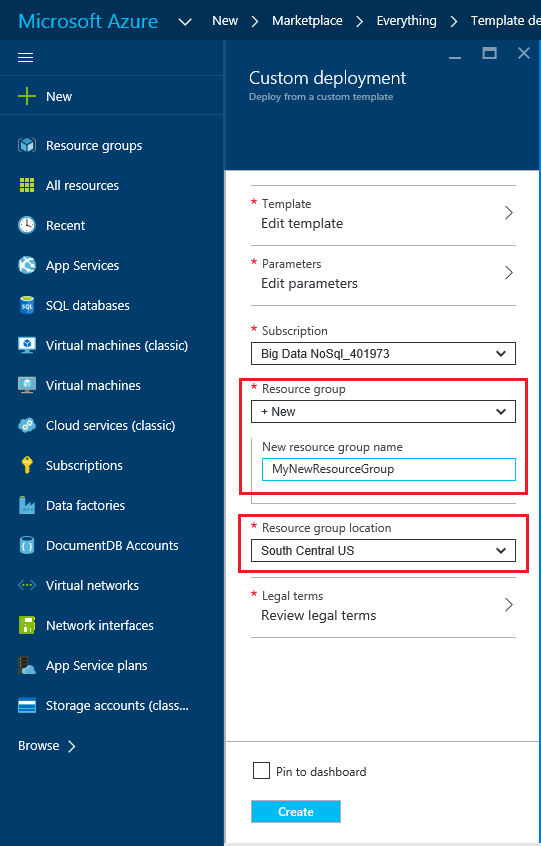 Microsoft Azure
New > Marketplace > Everything > Template de
New
Resource groups
All resources
Recent
App Services
SQL databases
Virtual machines (classic)
Virtual machines
Cloud services (classic)
Subscriptions
Data factories
DocumentDB Accounts
Virtual networks
Network interfaces
App Service plans
Storage accounts (class...
Browse >
Custom deployment
Deploy from a custom template
* Template
Edit template
* Parameters
Edit parameters
* Subscription
Big Data NoSql_401973
* Resource group
+ New
New resource group name
MyNewResourceGroup
* Resource group location
South Central US
* Legal terms
Review legal terms
Pin to dashboard
Create